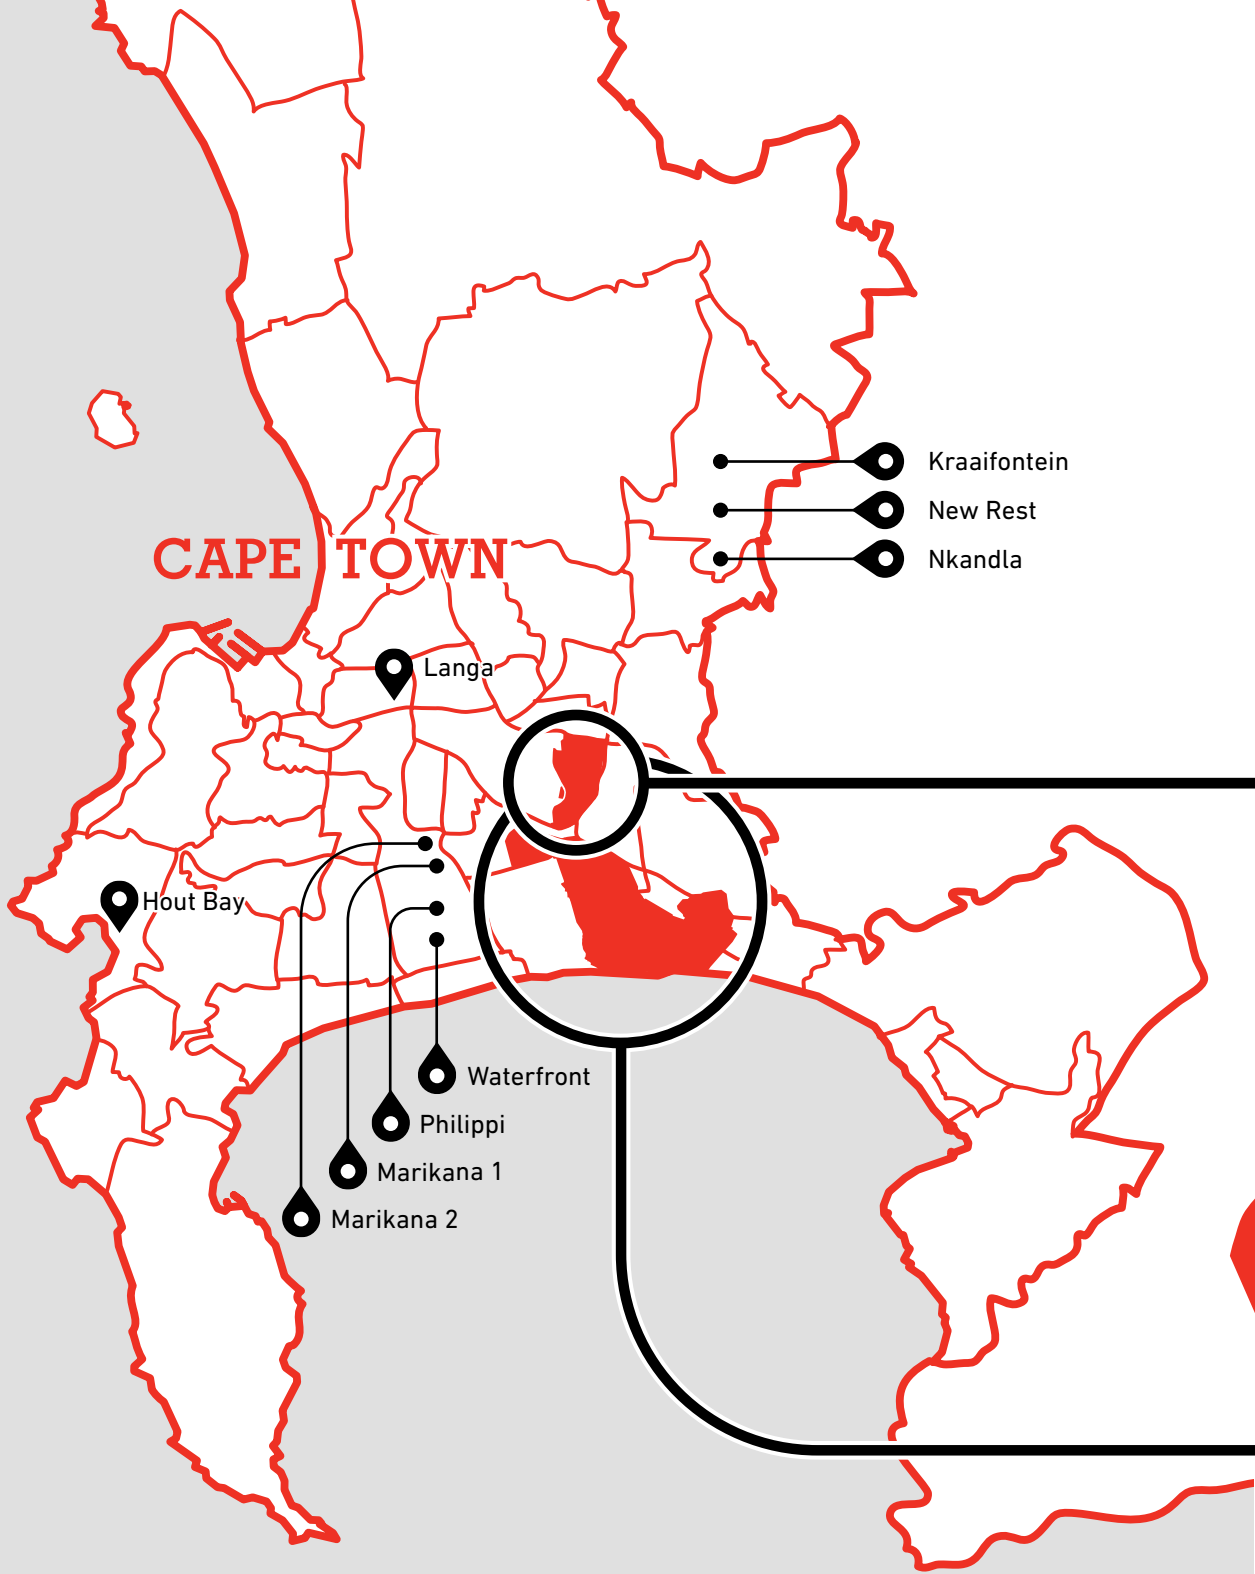 Kraaifontein
New Rest
Nkandla
CAPE TOWN
Langa
Hout Bay
Waterfront
Philippi
Marikana 1
Marikana 2